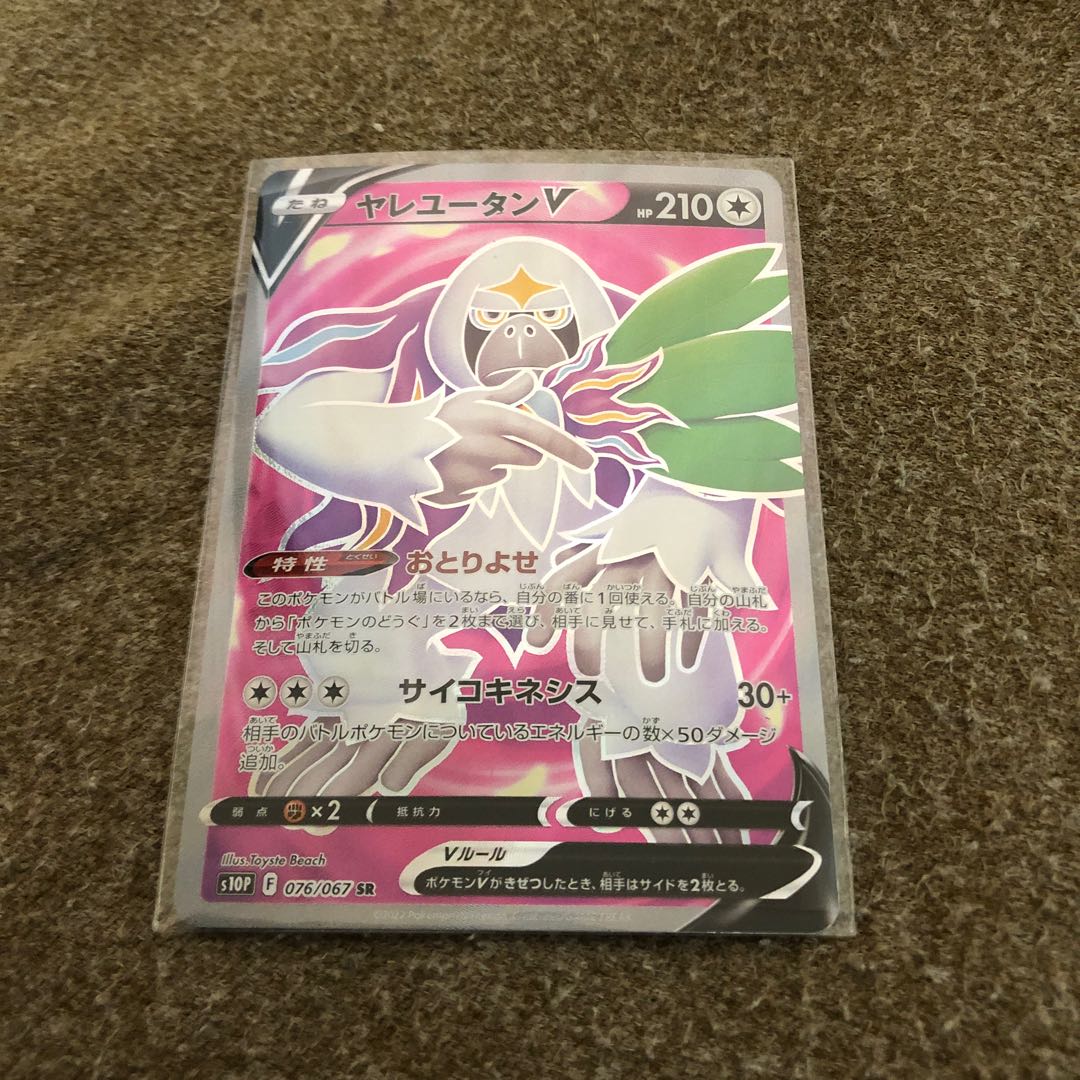 たね ヤレユータンV HP 210
特性 とくせい おとりよせ
このポケモンがバトル場にいるなら、自分の番に1回使える。自分の山札
から「ポケモンのどうぐ」を2枚まで選び、相手に見せて、手札に加える。
そして山札を切る。
サイコキネシス 30+
相手のバトルポケモンについているエネルギーの数×50ダメージ
追加。
弱点 ×2 抵抗力 にげる
Illus. Toyste Beach
Vルール
ポケモンVがきぜつしたとき、相手はサイドを2枚とる。
s10P F 076/067 SR
©2022 Pokémon